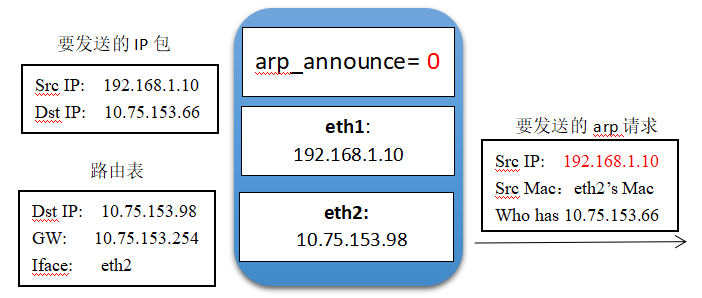 要发送的 IP 包
Src IP: 192.168.1.10
Dst IP: 10.75.153.66
路由表
Dst IP: 10.75.153.98
GW: 10.75.153.254
Iface: eth2
arp_announce= 0
eth1:
192.168.1.10
eth2:
10.75.153.98
要发送的 arp 请求
Src IP: 192.168.1.10
Src Mac：eth2’s Mac
Who has 10.75.153.66